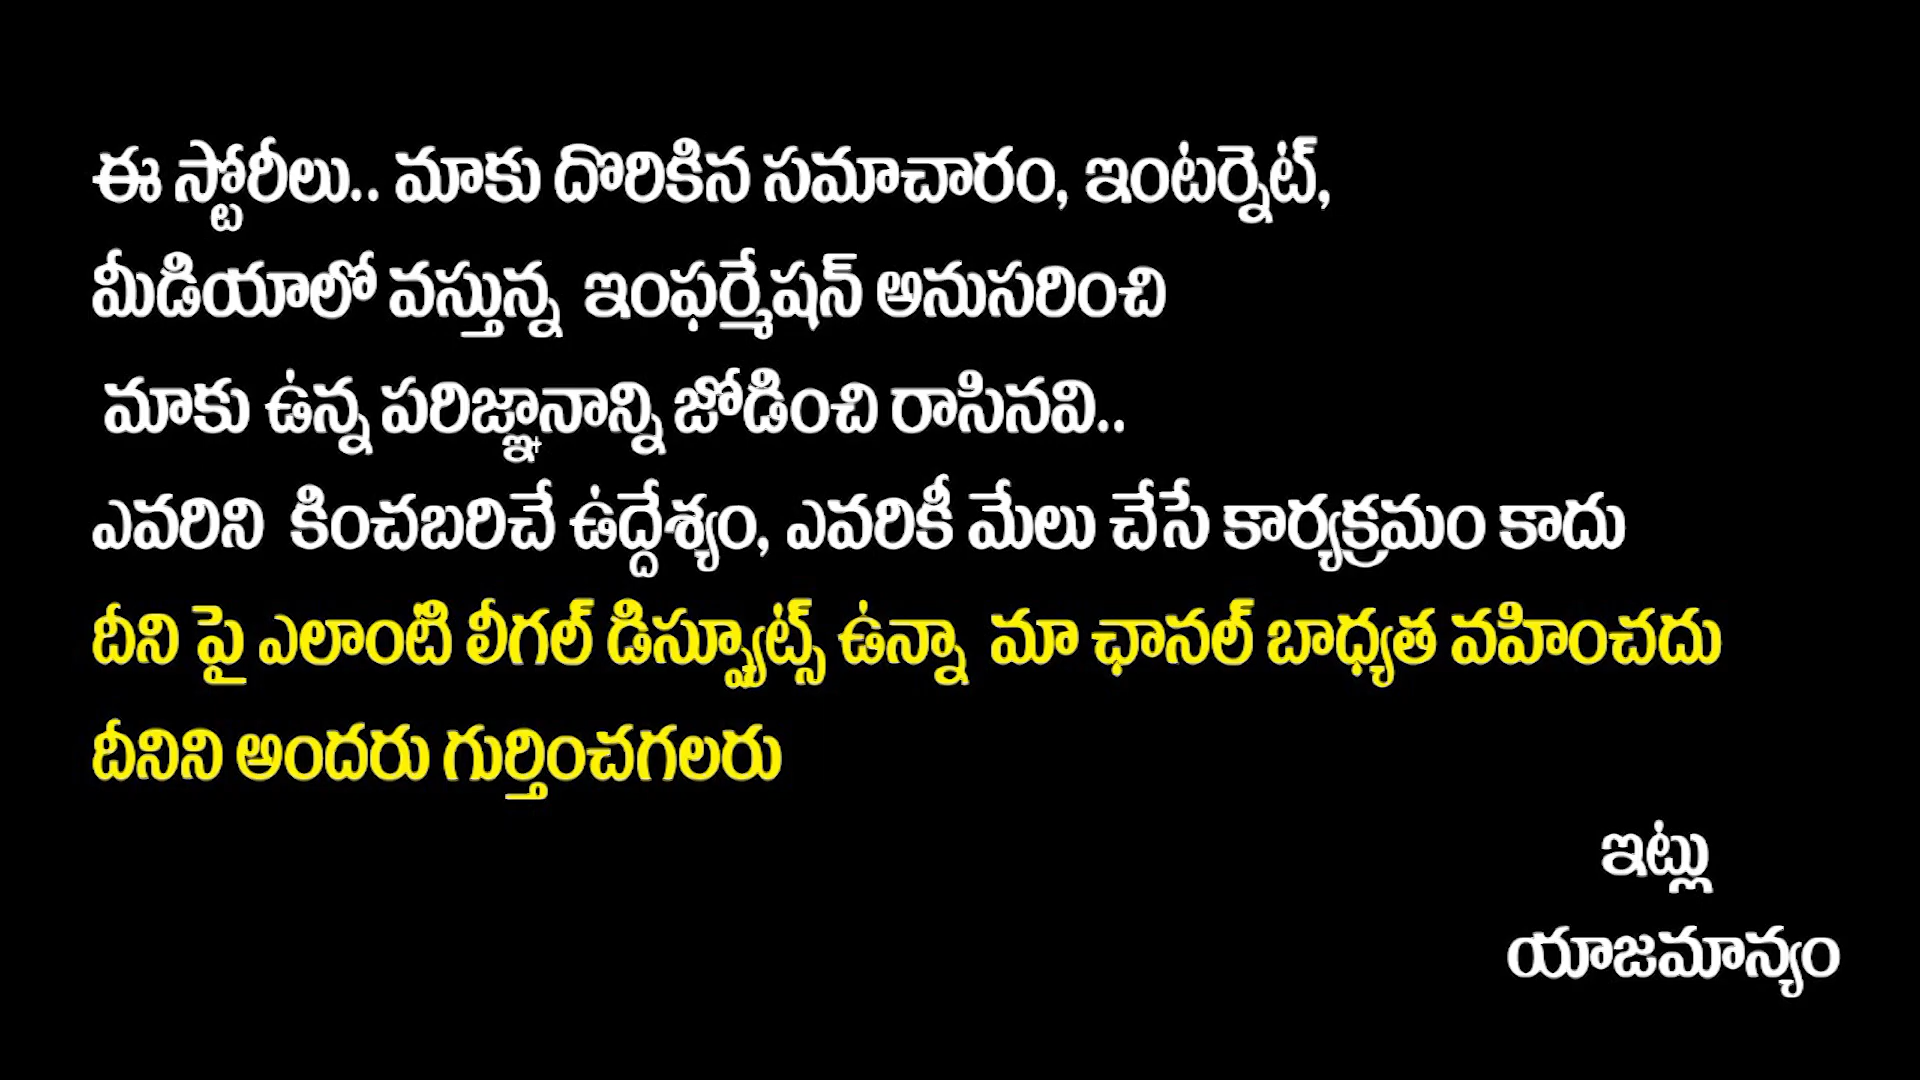 ఈ స్టోరీలు.. మాకు దొరికిన సమాచారం, ఇంటర్నెట్,
మీడియాలో వస్తున్న ఇంఫర్మేషన్ అనుసరించి
మాకు ఉన్న పరిజ్ఞానాన్ని జోడించి రాసినవి..
ఎవరిని కించబరిచే ఉద్దేశ్యం, ఎవరికీ మేలు చేసే కార్యక్రమం కాదు
దీని పై ఎలాంటి లీగల్ డిస్ప్యూట్స్ ఉన్నా మా ఛానల్ బాధ్యత వహించదు
దీనిని అందరు గుర్తించగలరు
ఇట్లు
యాజమాన్యం